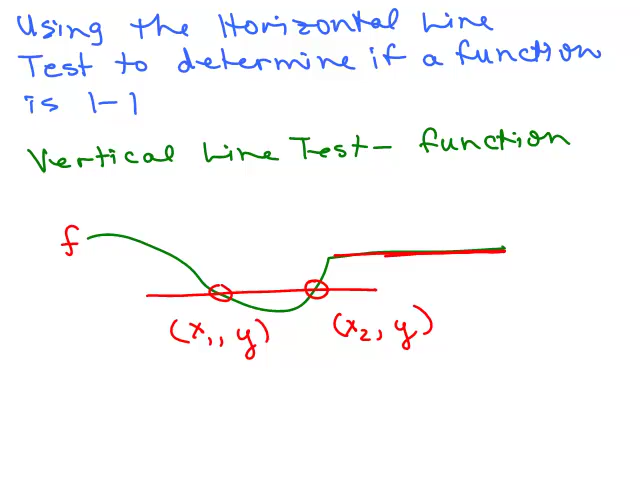 Using the Horizontal Line
Test to determine if a function
is 1-1
Vertical Line Test- function
f
(x₁, y)
(x₂, y)